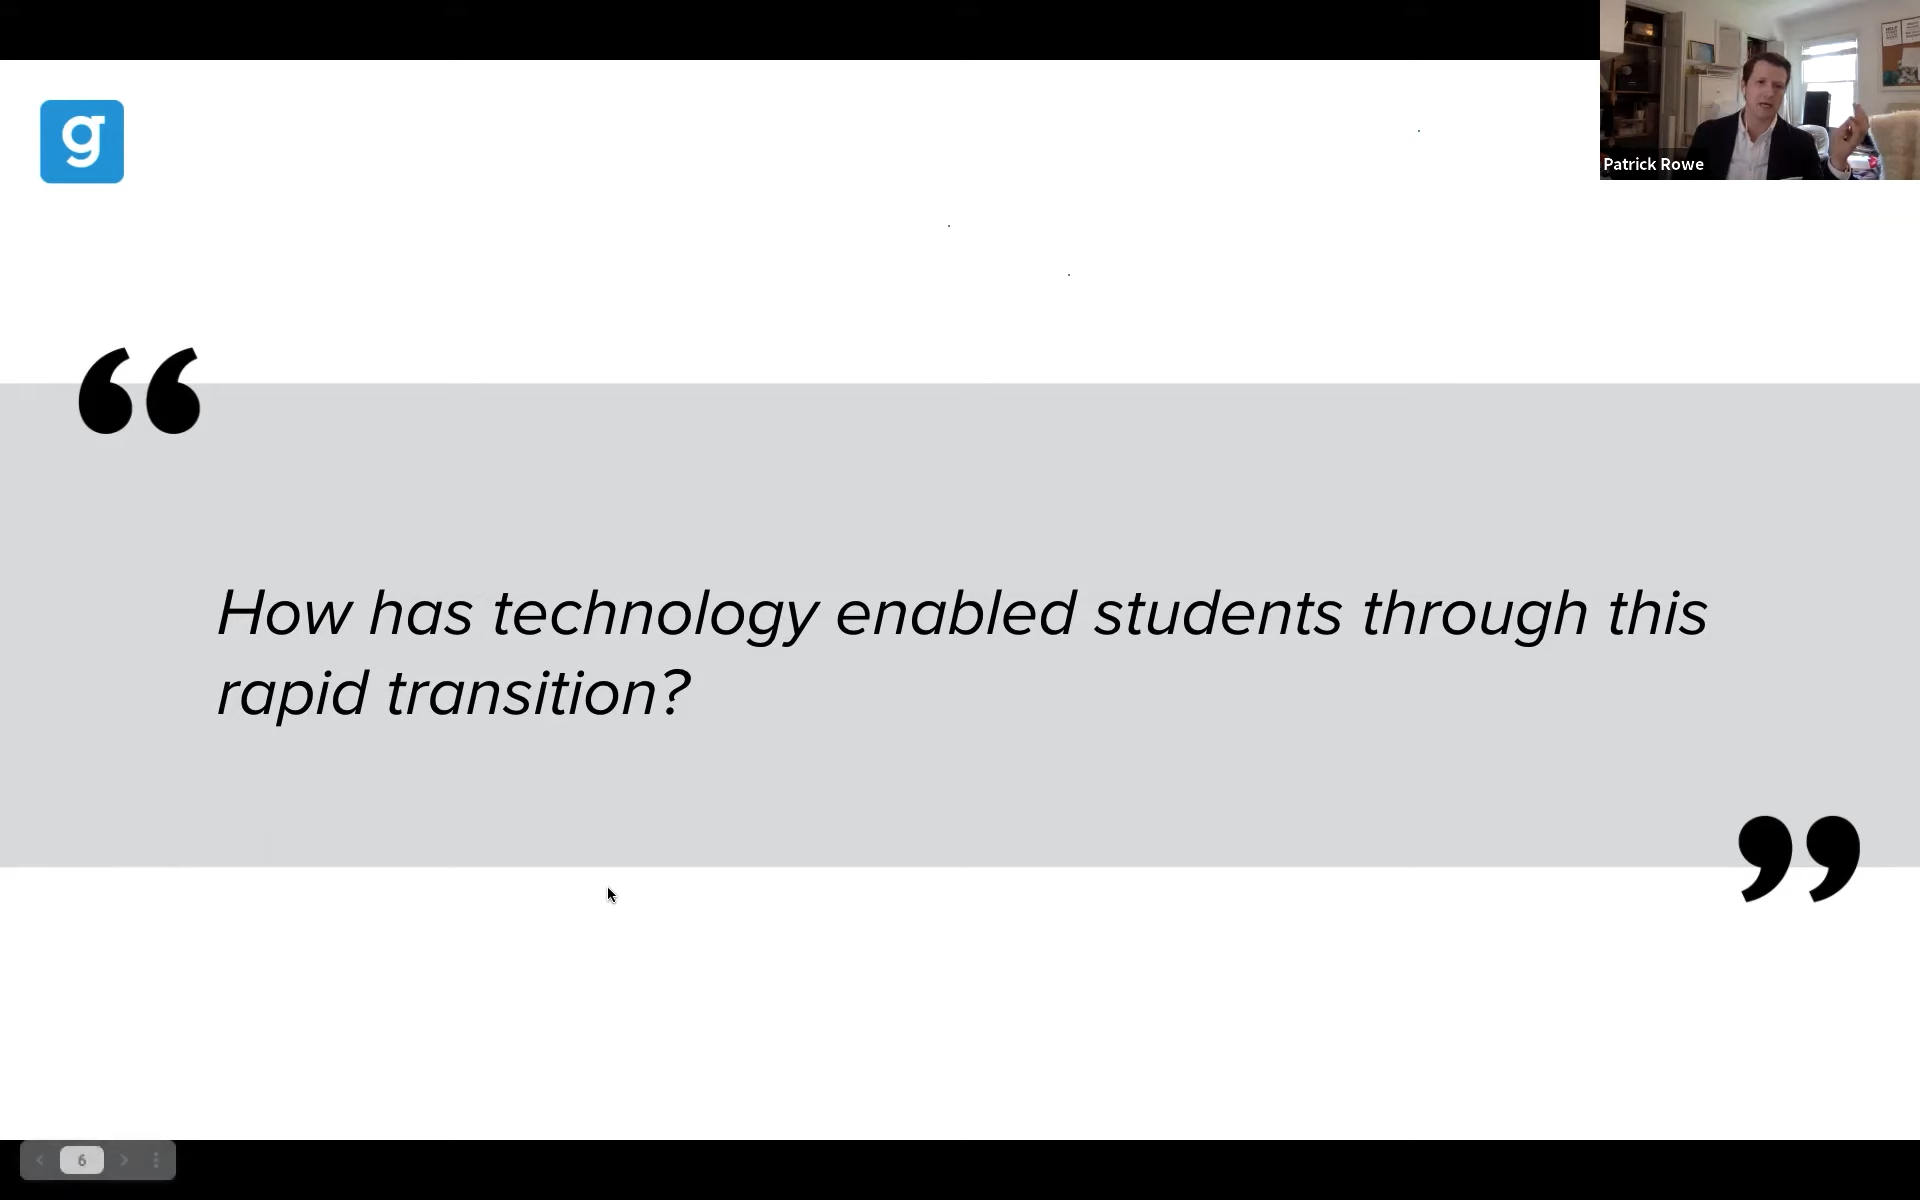 g
Patrick Rowe
“
How has technology enabled students through this
rapid transition?
”
6